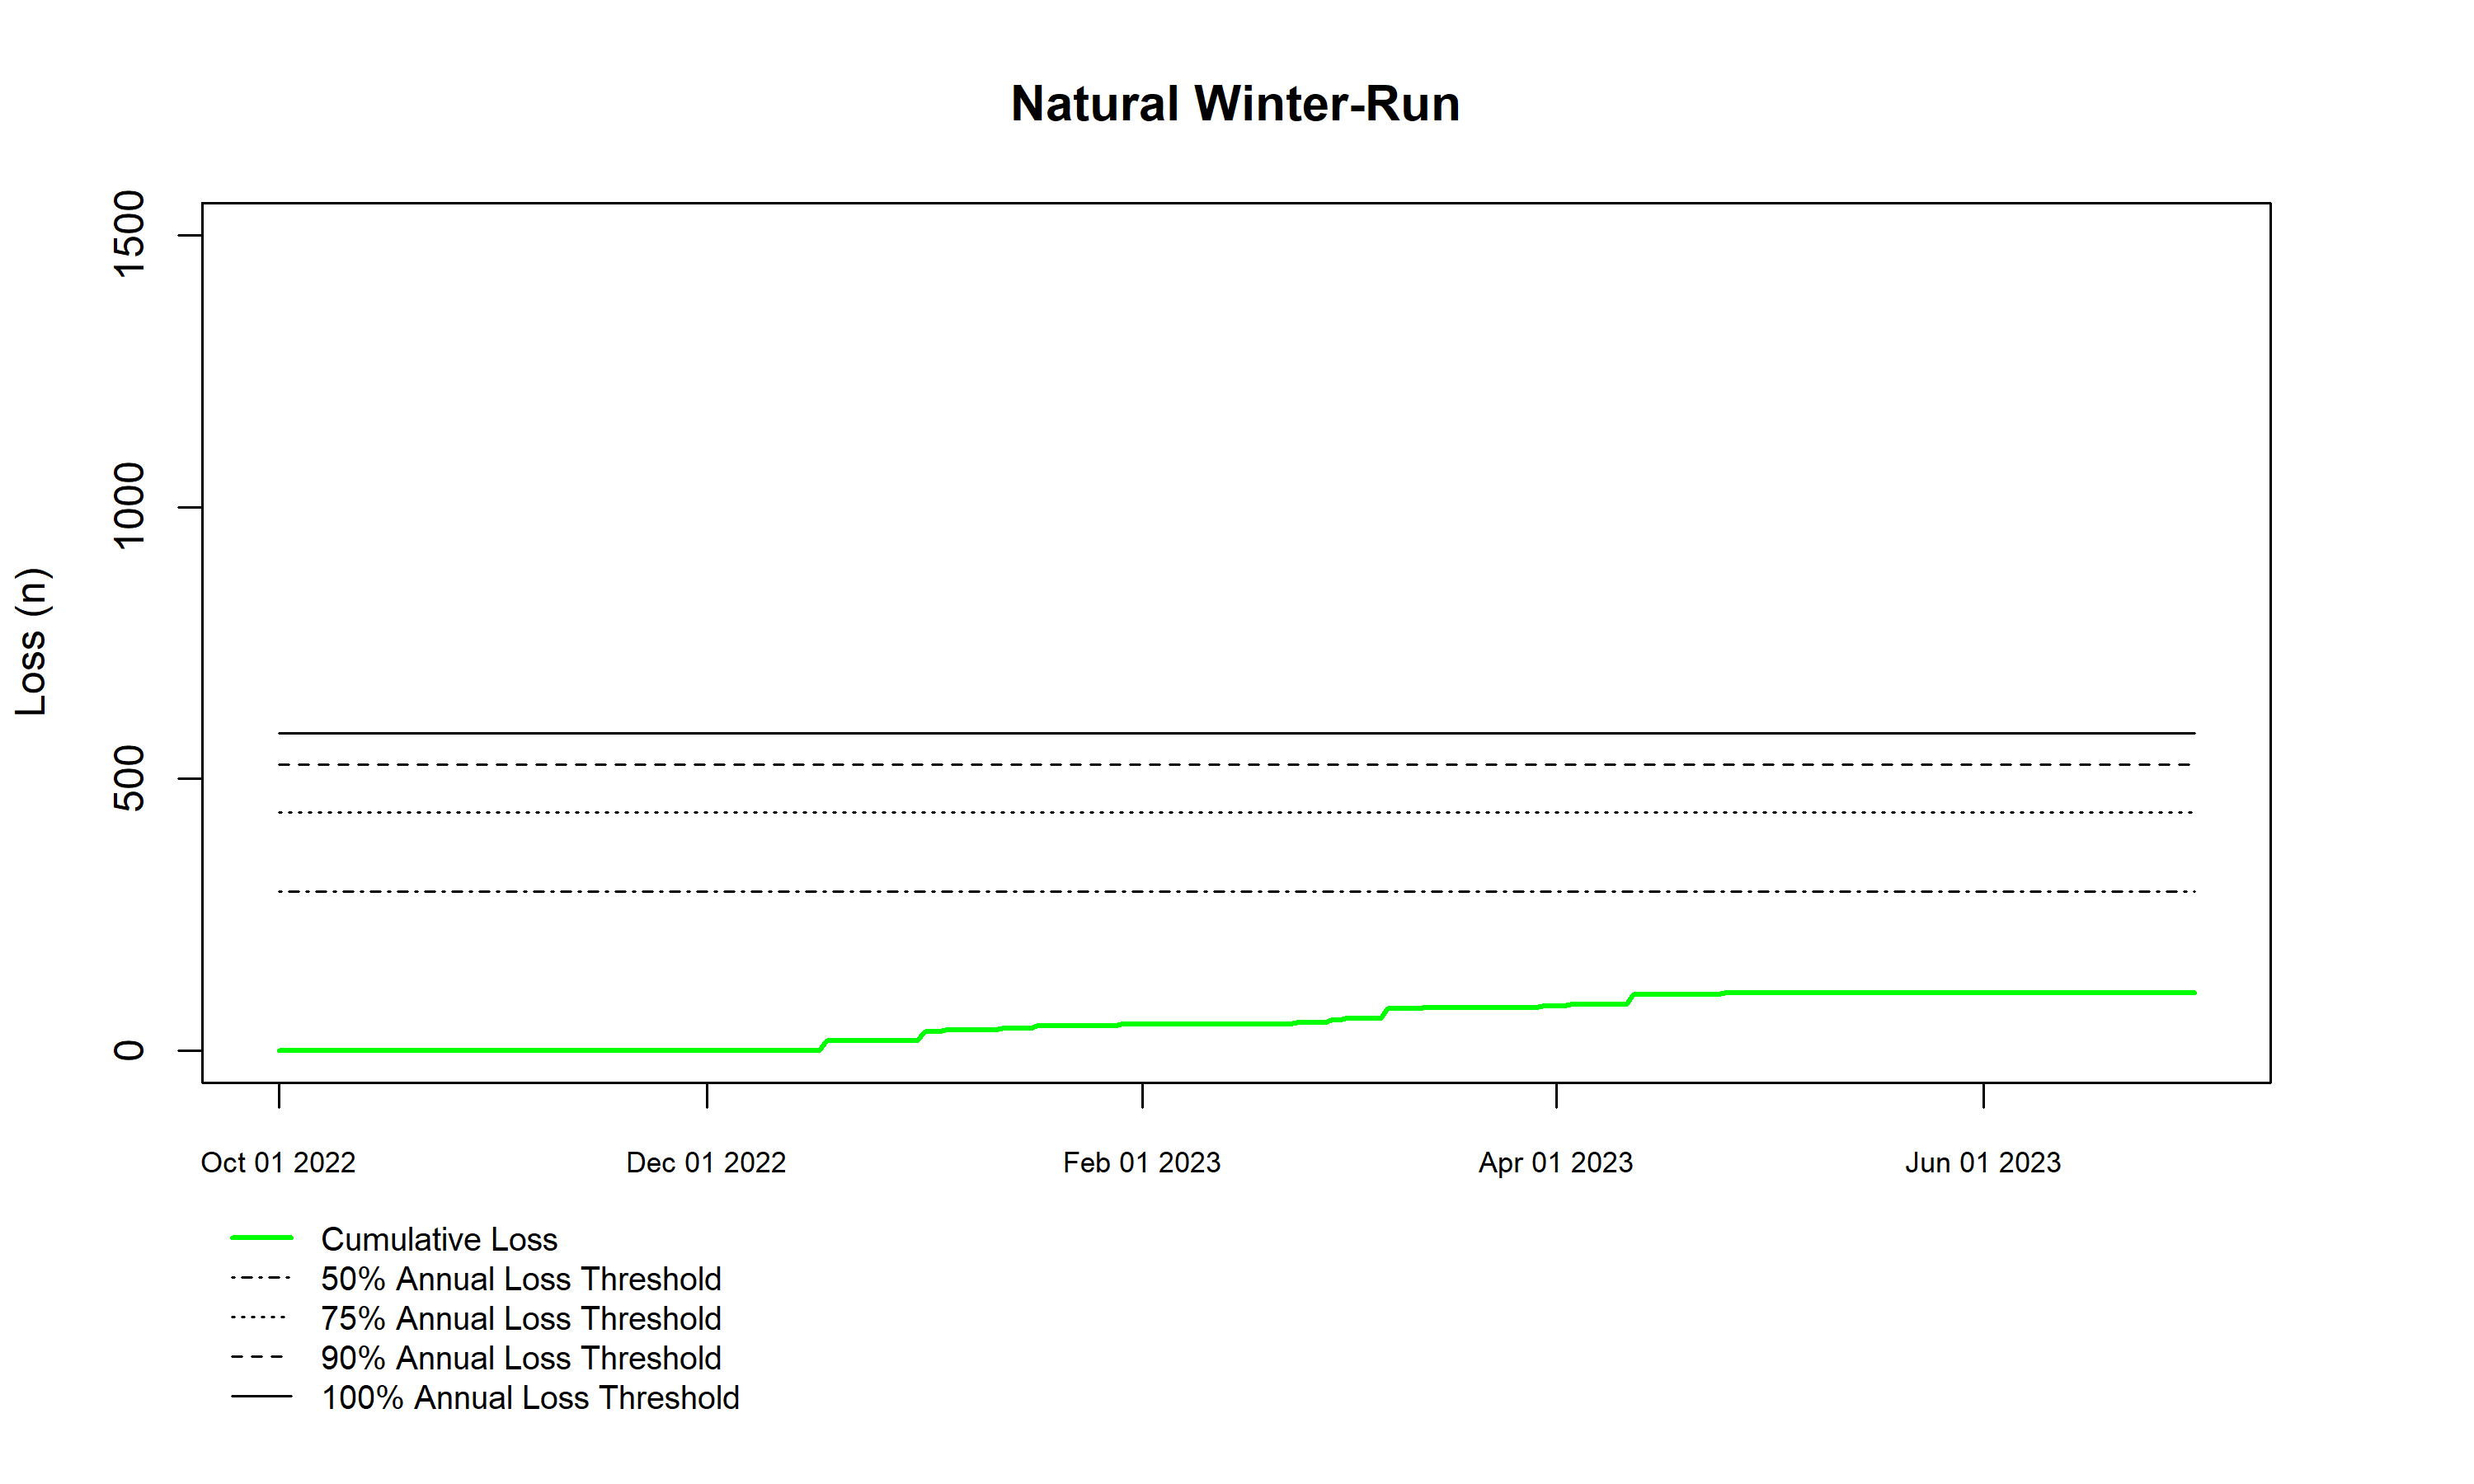 Natural Winter-Run
Loss (n)
1500
1000
500
0
Oct 01 2022
Dec 01 2022
Feb 01 2023
Apr 01 2023
Jun 01 2023
Cumulative Loss
50% Annual Loss Threshold
75% Annual Loss Threshold
90% Annual Loss Threshold
100% Annual Loss Threshold